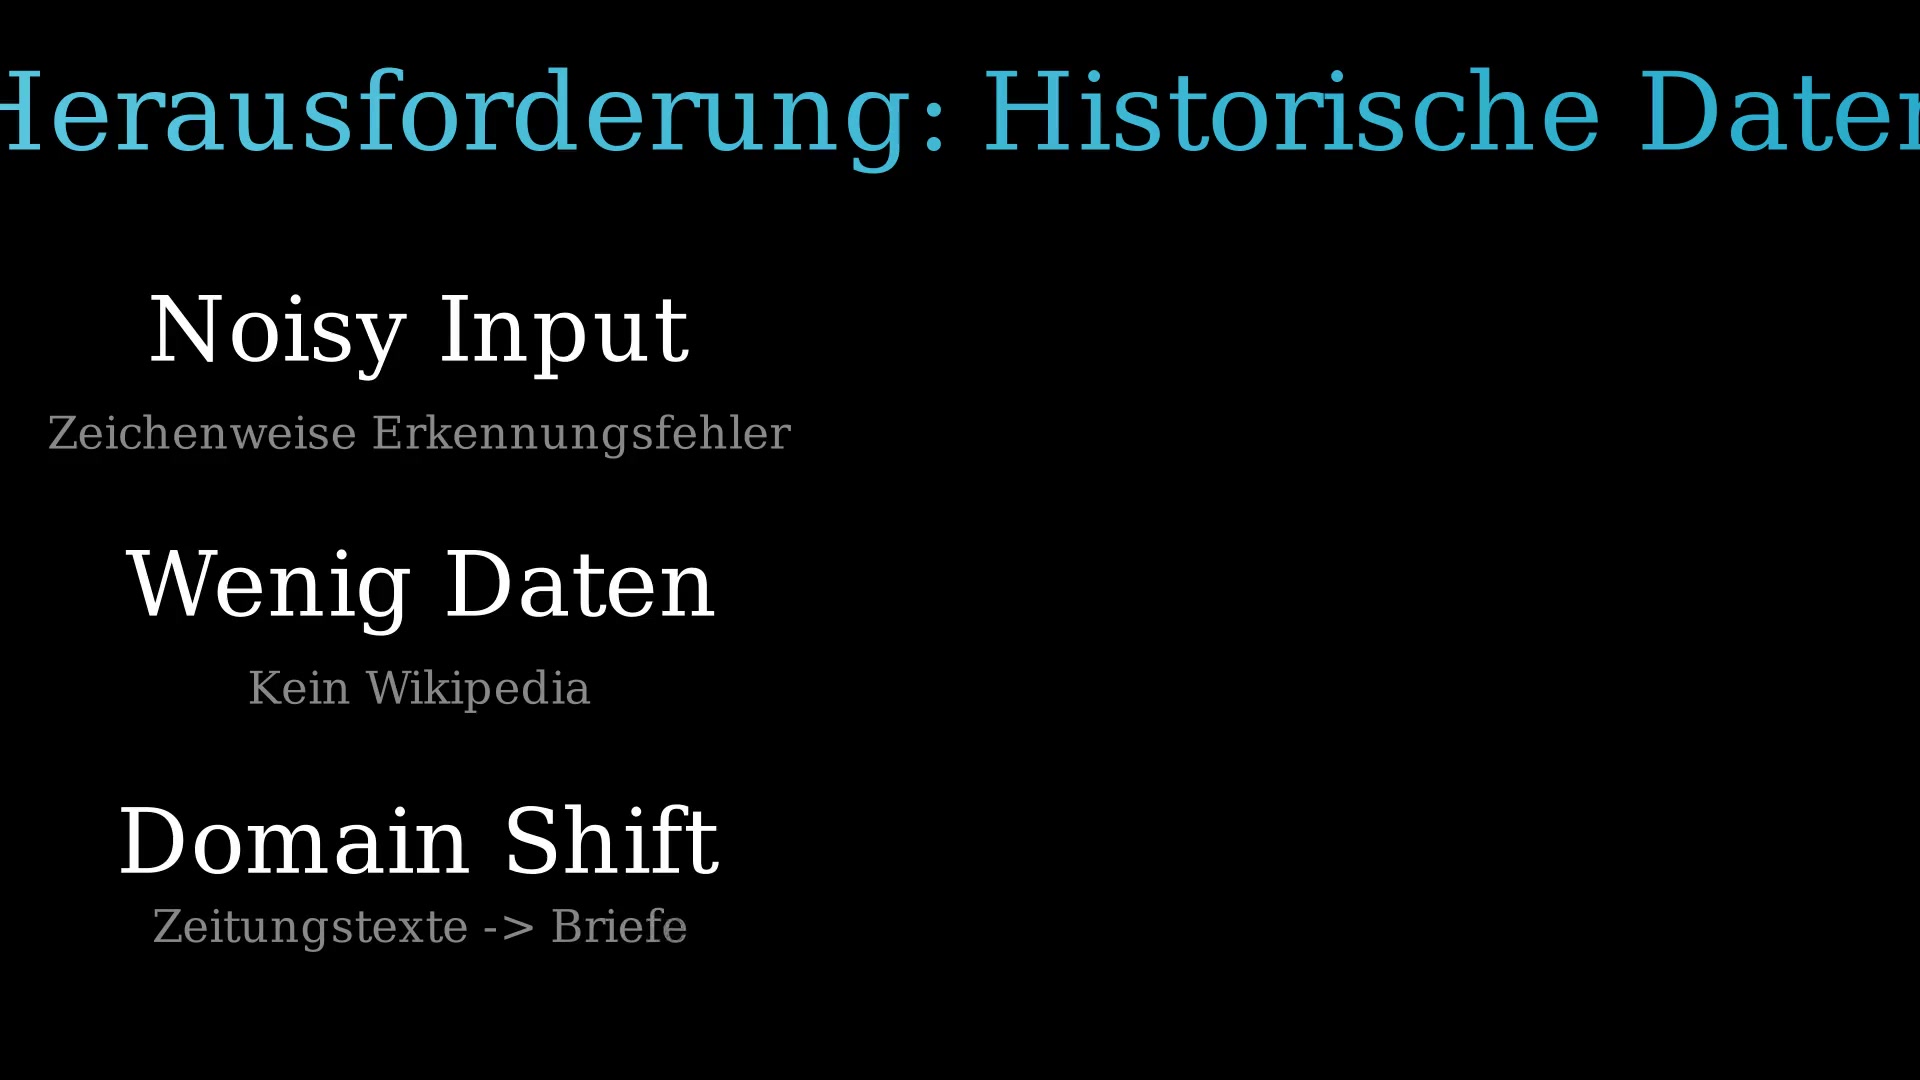 Herausforderung: Historische Daten
Noisy Input
Zeichenweise Erkennungsfehler
Wenig Daten
Kein Wikipedia
Domain Shift
Zeitungstexte -> Briefe